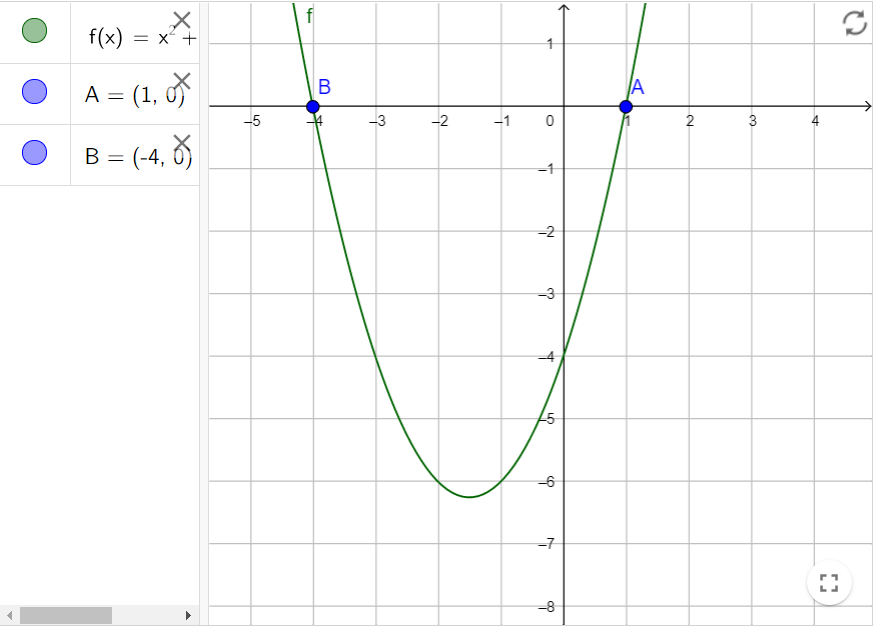 f(x) = x² +
A = (1, 0)
B = (-4, 0)
f
B
A
1
–5 –4 –3 –2 –1 0 1 2 3 4
–1
–2
–3
–4
–5
–6
–7
–8